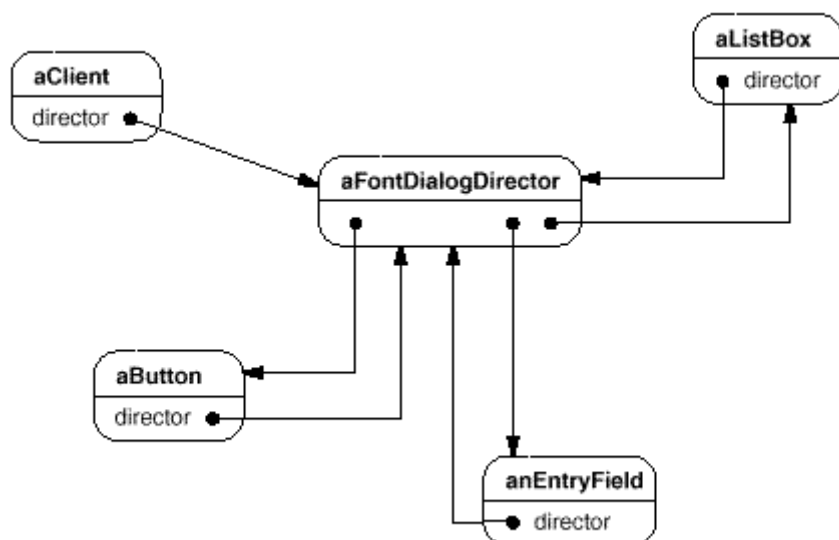 aListBox
director
aClient
director
aFontDialogDirector
aButton
director
anEntryField
director